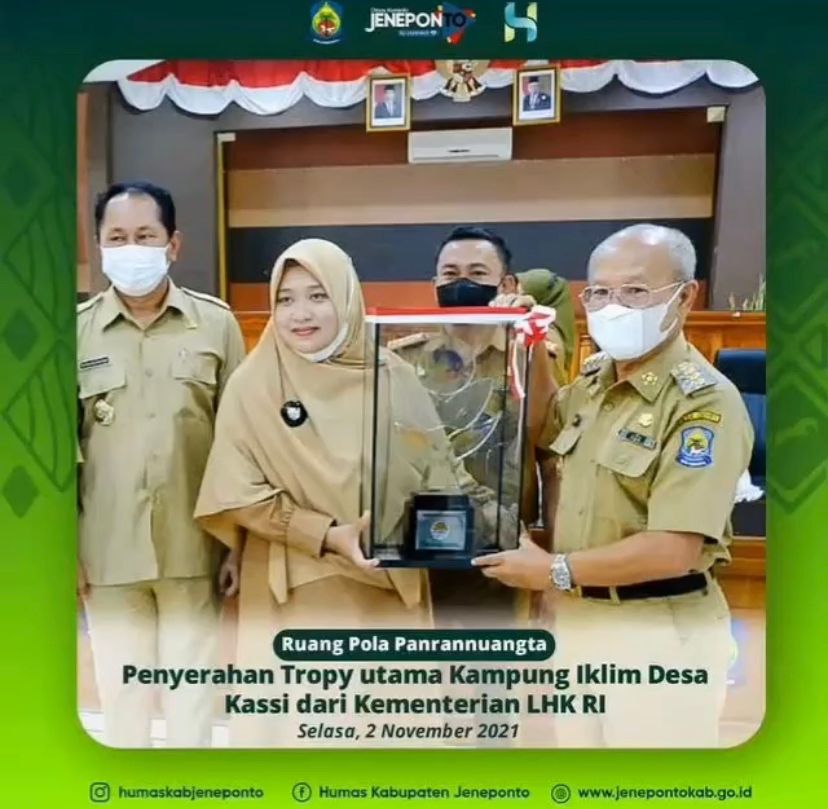 JENEPONTO
Ruang Pola Panrannuangta
Penyerahan Tropy utama Kampung Iklim Desa
Kassi dari Kementerian LHK RI
Selasa, 2 November 2021
humaskabjeneponto
Humas Kabupaten Jeneponto
www.jenepontokab.go.id